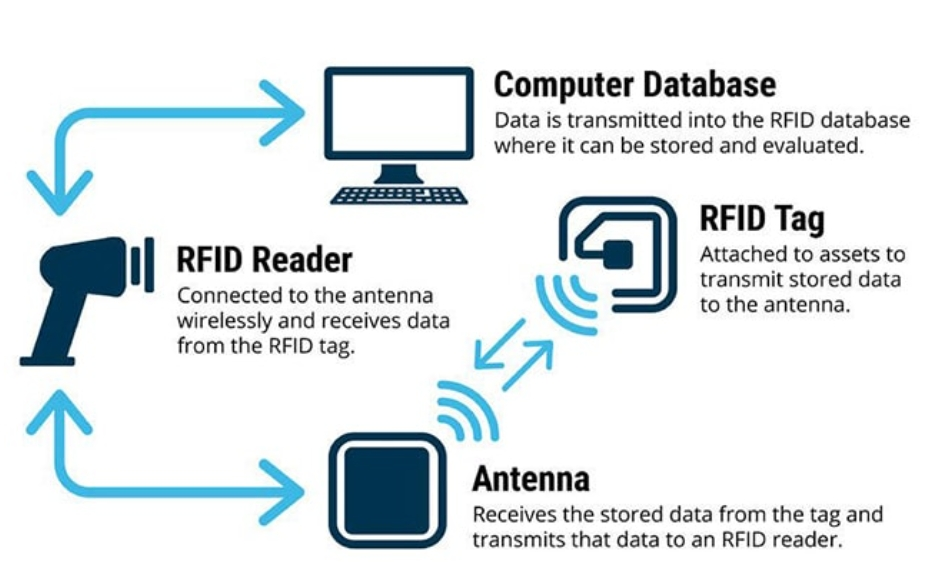 Computer Database
Data is transmitted into the RFID database
where it can be stored and evaluated.
RFID Tag
Attached to assets to
transmit stored data
to the antenna.
RFID Reader
Connected to the antenna
wirelessly and receives data
from the RFID tag.
Antenna
Receives the stored data from the tag and
transmits that data to an RFID reader.